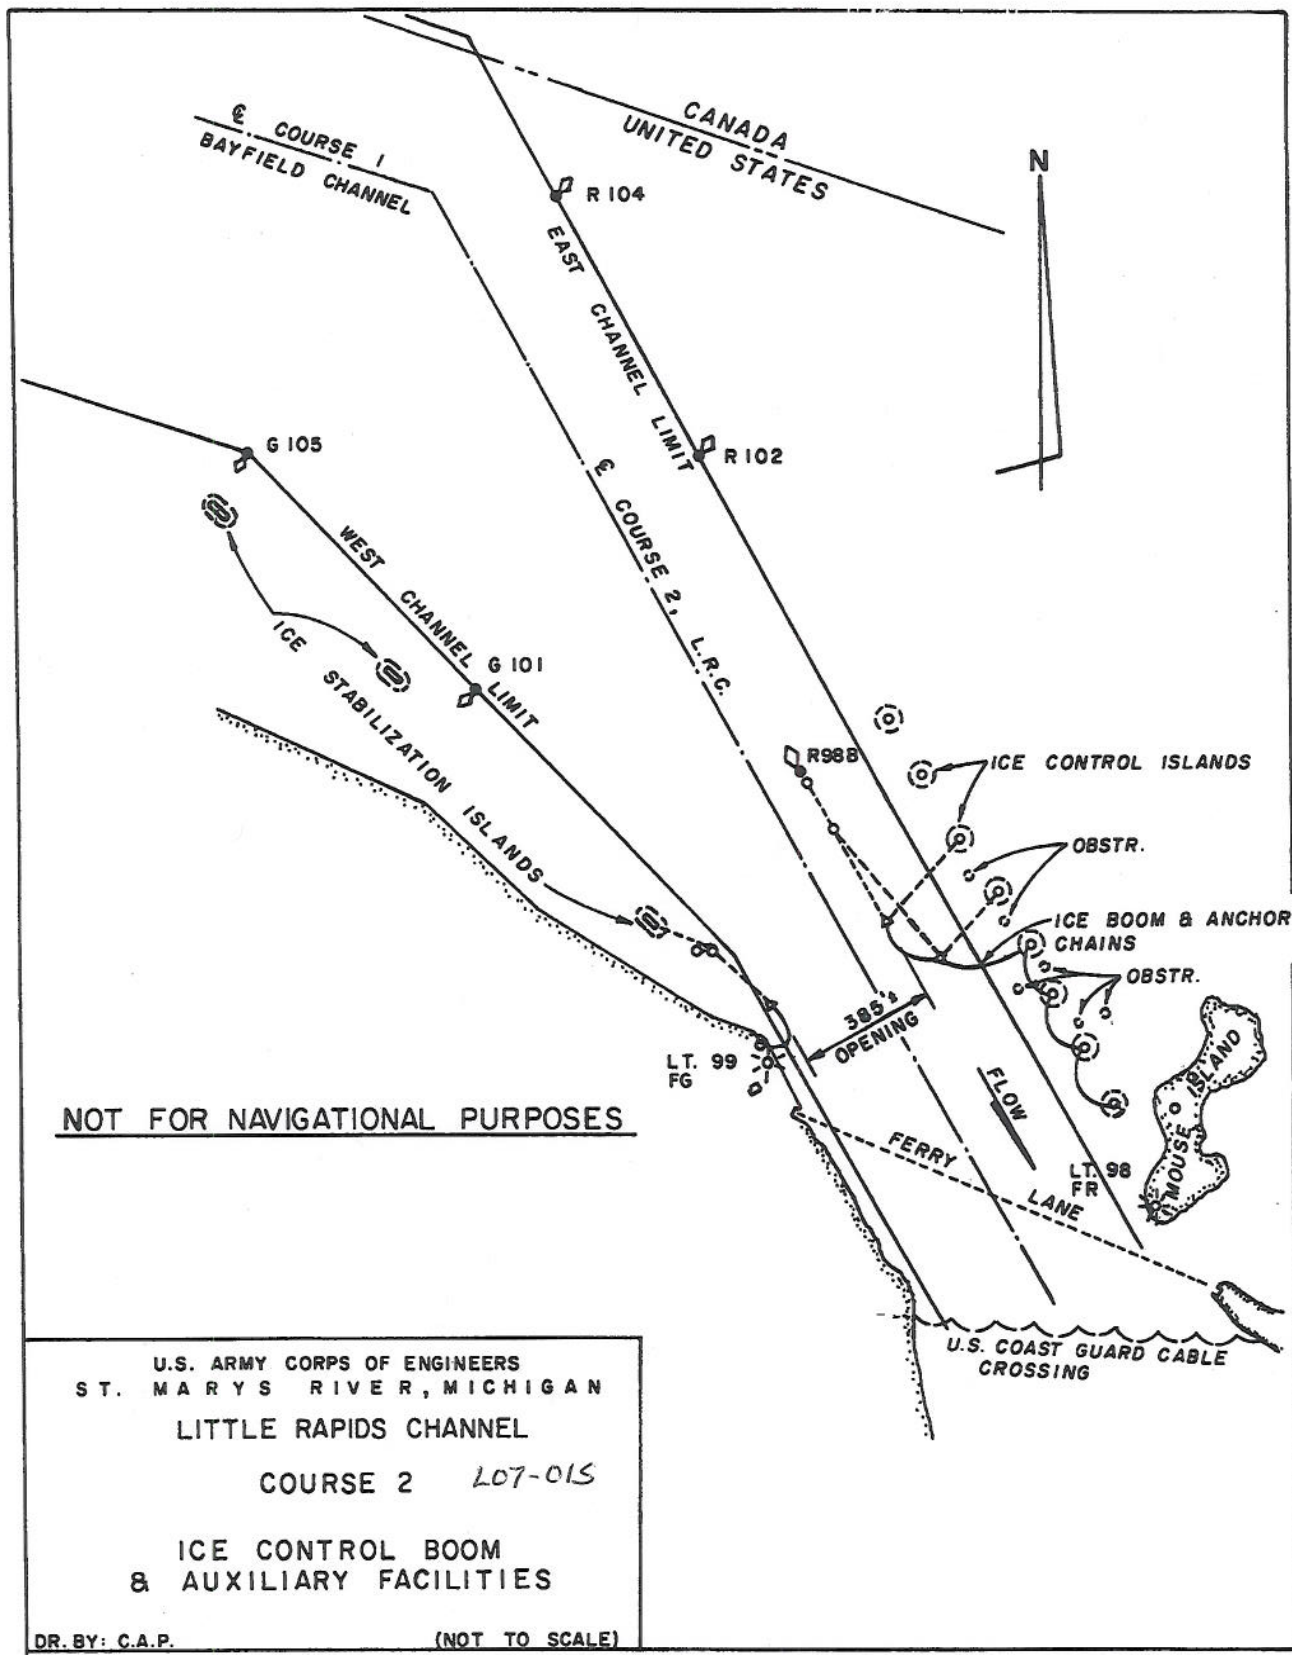 CANADA
UNITED STATES
℄ COURSE 1
BAYFIELD CHANNEL
N
R 104
EAST CHANNEL LIMIT
R 102
G 105
℄ COURSE 2, L.R.C.
WEST CHANNEL LIMIT
G 101
ICE STABILIZATION ISLANDS
R98B
ICE CONTROL ISLANDS
OBSTR.
ICE BOOM & ANCHOR
CHAINS
OBSTR.
385'±
OPENING
LT. 99
FG
FLOW
MOUSE ISLAND
NOT FOR NAVIGATIONAL PURPOSES
FERRY LANE
LT. 98
FR
U.S. COAST GUARD CABLE
CROSSING
U.S. ARMY CORPS OF ENGINEERS
ST. MARYS RIVER, MICHIGAN
LITTLE RAPIDS CHANNEL
COURSE 2 L07-015
ICE CONTROL BOOM
& AUXILIARY FACILITIES
DR. BY: C.A.P. (NOT TO SCALE)